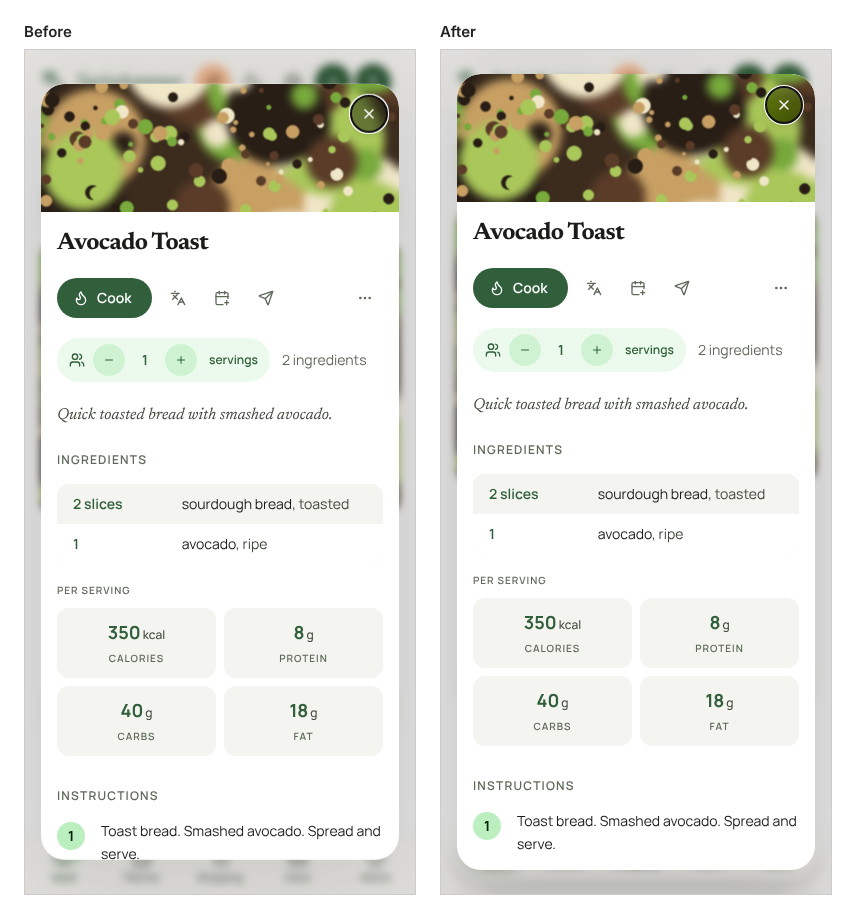 Before
Avocado Toast
Cook
1
servings
2 ingredients
Quick toasted bread with smashed avocado.
INGREDIENTS
2 slices
sourdough bread, toasted
1
avocado, ripe
PER SERVING
350 kcal
CALORIES
8 g
PROTEIN
40 g
CARBS
18 g
FAT
INSTRUCTIONS
1
Toast bread. Smashed avocado. Spread and
serve.
After
Avocado Toast
Cook
1
servings
2 ingredients
Quick toasted bread with smashed avocado.
INGREDIENTS
2 slices
sourdough bread, toasted
1
avocado, ripe
PER SERVING
350 kcal
CALORIES
8 g
PROTEIN
40 g
CARBS
18 g
FAT
INSTRUCTIONS
1
Toast bread. Smashed avocado. Spread and
serve.